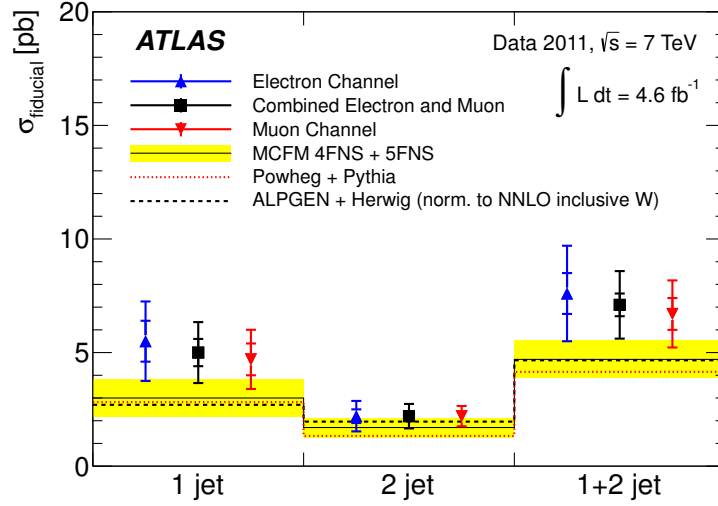 ATLAS
Data 2011, √s = 7 TeV
∫ L dt = 4.6 fb⁻¹
Electron Channel
Combined Electron and Muon
Muon Channel
MCFM 4FNS + 5FNS
Powheg + Pythia
ALPGEN + Herwig (norm. to NNLO inclusive W)
σfiducial [pb]
20
15
10
5
0
1 jet
2 jet
1+2 jet